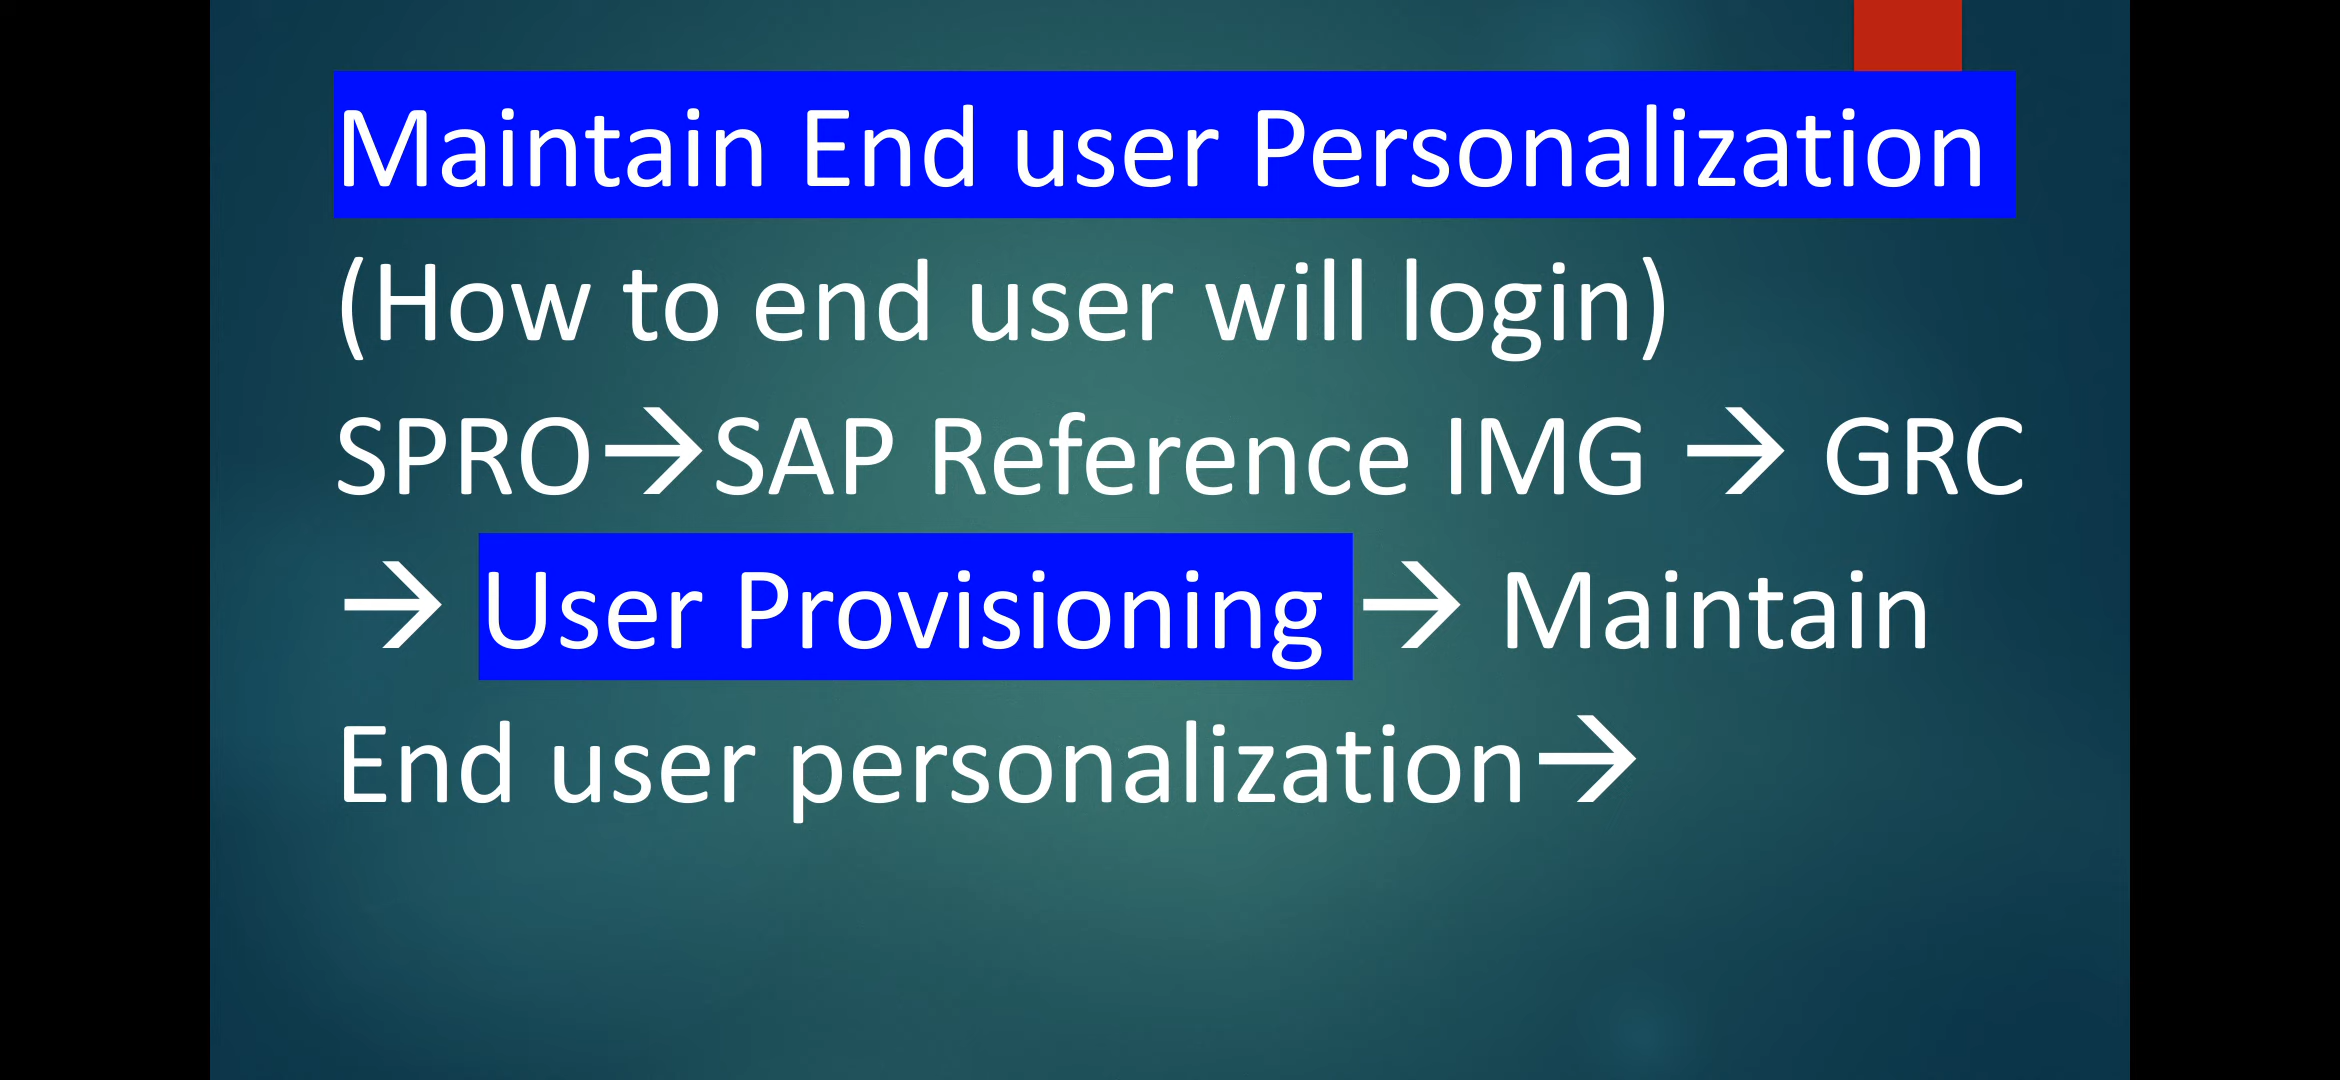 Maintain End user Personalization
(How to end user will login)
SPRO→SAP Reference IMG → GRC
→ User Provisioning → Maintain
End user personalization→